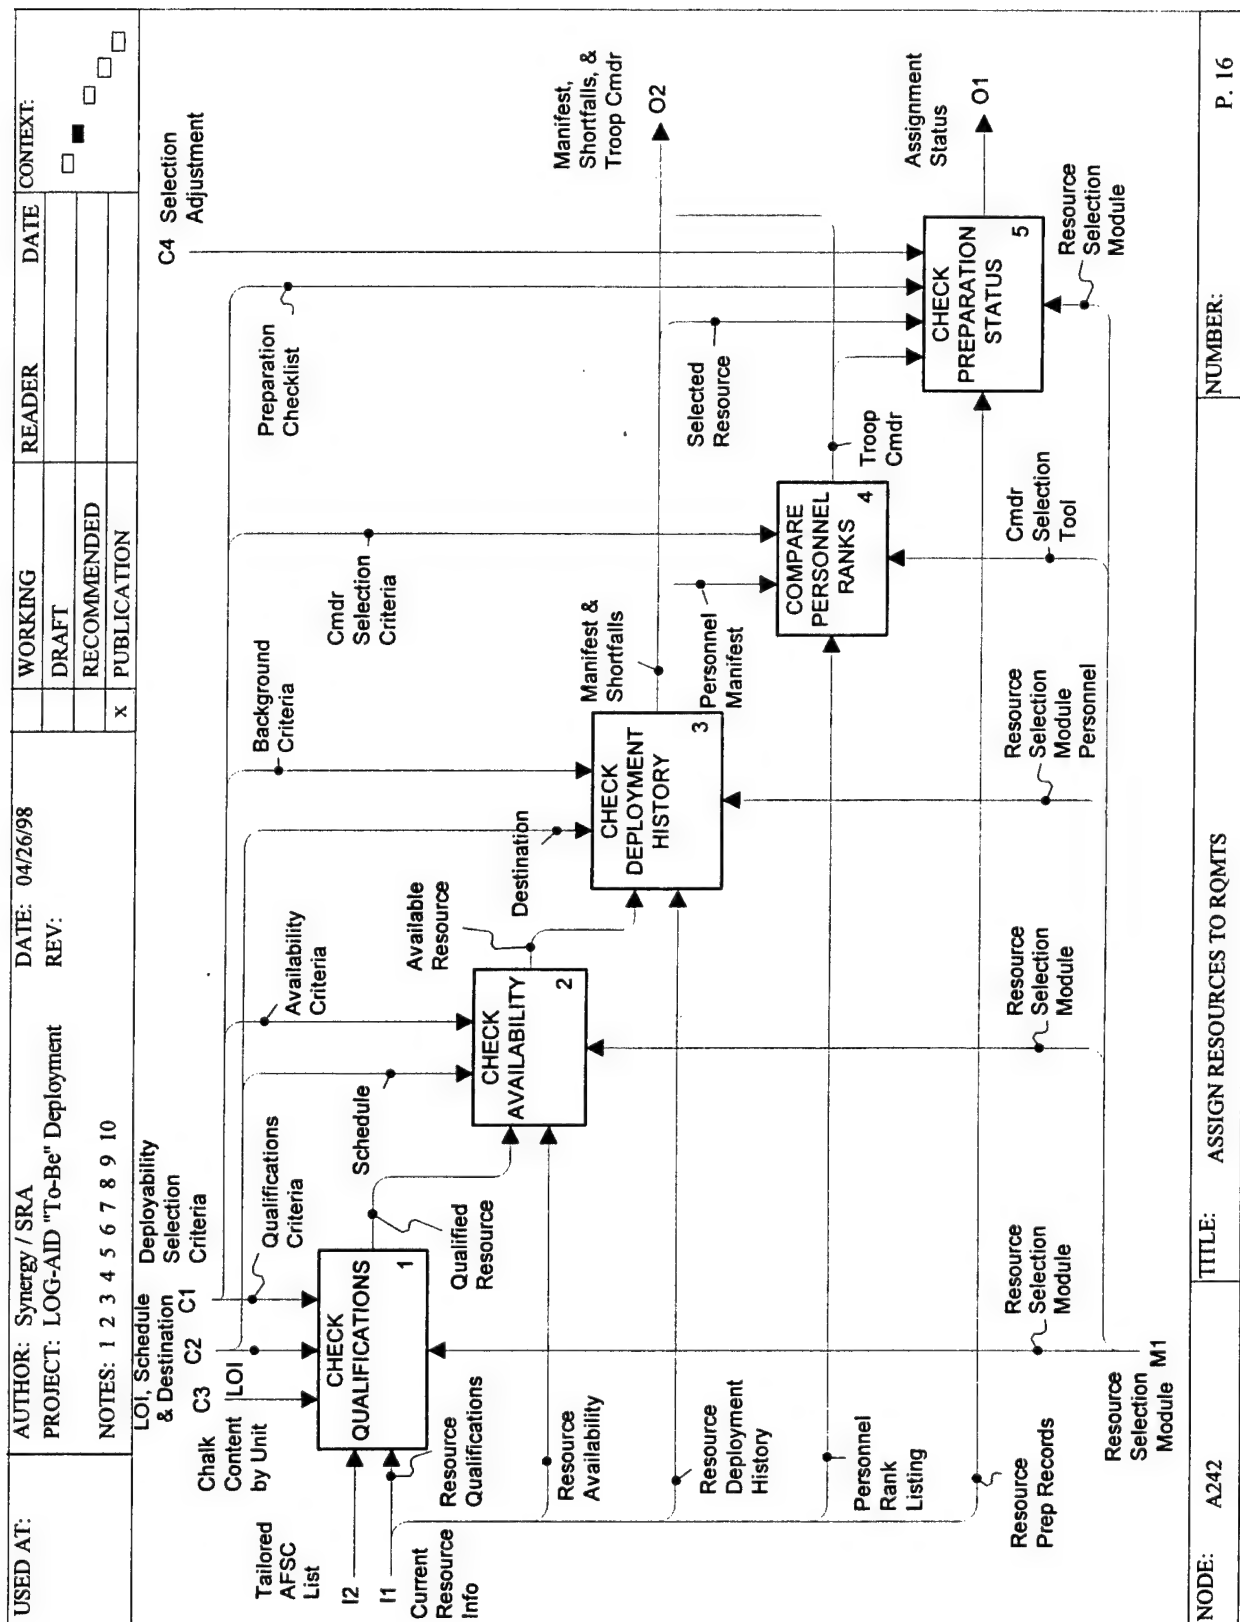 USED AT:
AUTHOR: Synergy / SRA
DATE: 04/26/98
PROJECT: LOG-AID "To-Be" Deployment
REV:
NOTES: 1 2 3 4 5 6 7 8 9 10
WORKING
DRAFT
RECOMMENDED
x PUBLICATION
READER
DATE
CONTEXT:
LOI, Schedule
& Destination
Deployability
Selection
Criteria
C3
C2
C1
C4 Selection
Adjustment
Chalk
Content
by Unit
LOI
Qualifications
Criteria
Availability
Criteria
Background
Criteria
Cmdr
Selection
Criteria
Preparation
Checklist
Tailored
AFSC
List
I2
I1
Current
Resource
Info
CHECK
QUALIFICATIONS
1
Schedule
Qualified
Resource
Resource
Qualifications
CHECK
AVAILABILITY
2
Available
Resource
Destination
Resource
Availability
CHECK
DEPLOYMENT
HISTORY
3
Manifest &
Shortfalls
Personnel
Manifest
Resource
Deployment
History
COMPARE
PERSONNEL
RANKS
4
Selected
Resource
Troop
Cmdr
Personnel
Rank
Listing
CHECK
PREPARATION
STATUS
5
Manifest,
Shortfalls, &
Troop Cmdr
O2
Assignment
Status
O1
Resource
Prep Records
Resource
Selection
Module
M1
Resource
Selection
Module
Resource
Selection
Module
Resource
Selection
Module
Personnel
Cmdr
Selection
Tool
Resource
Selection
Module
NODE: A242
TITLE: ASSIGN RESOURCES TO RQMTS
NUMBER:
P. 16